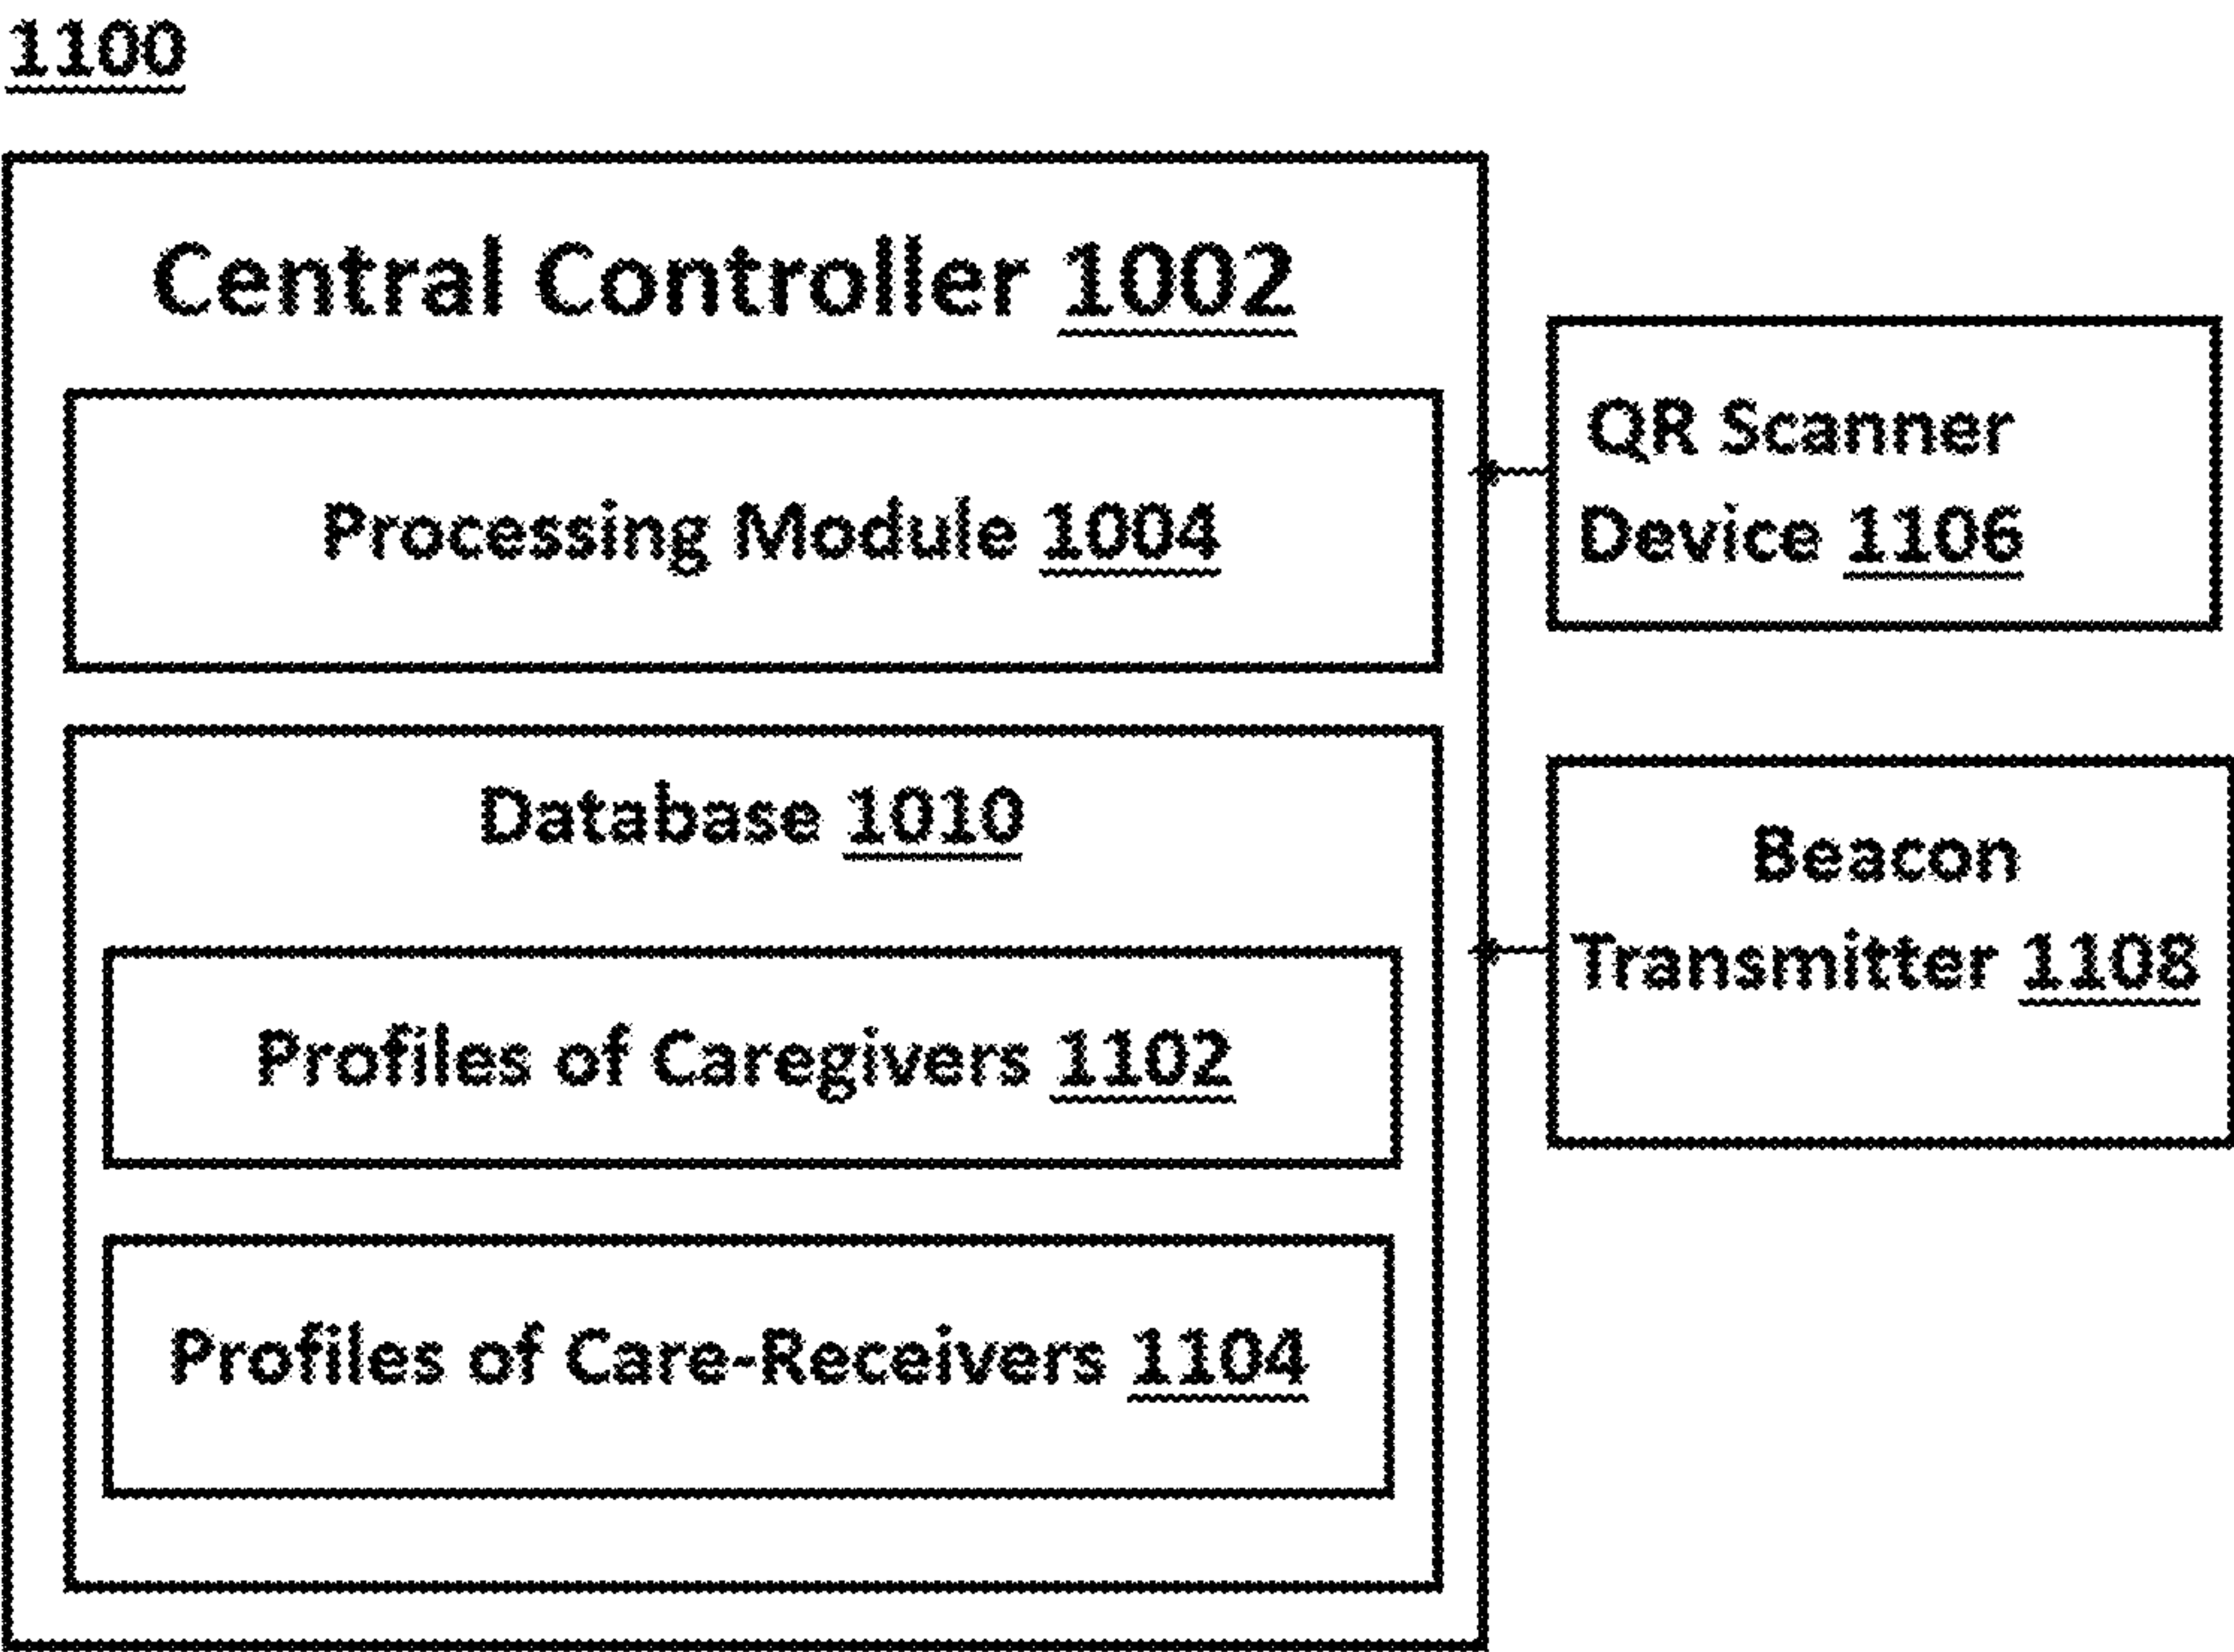 1100
Central Controller 1002
Processing Module 1004
Database 1010
Profiles of Caregivers 1102
Profiles of Care-Receivers 1104
QR Scanner
Device 1106
Beacon
Transmitter 1108